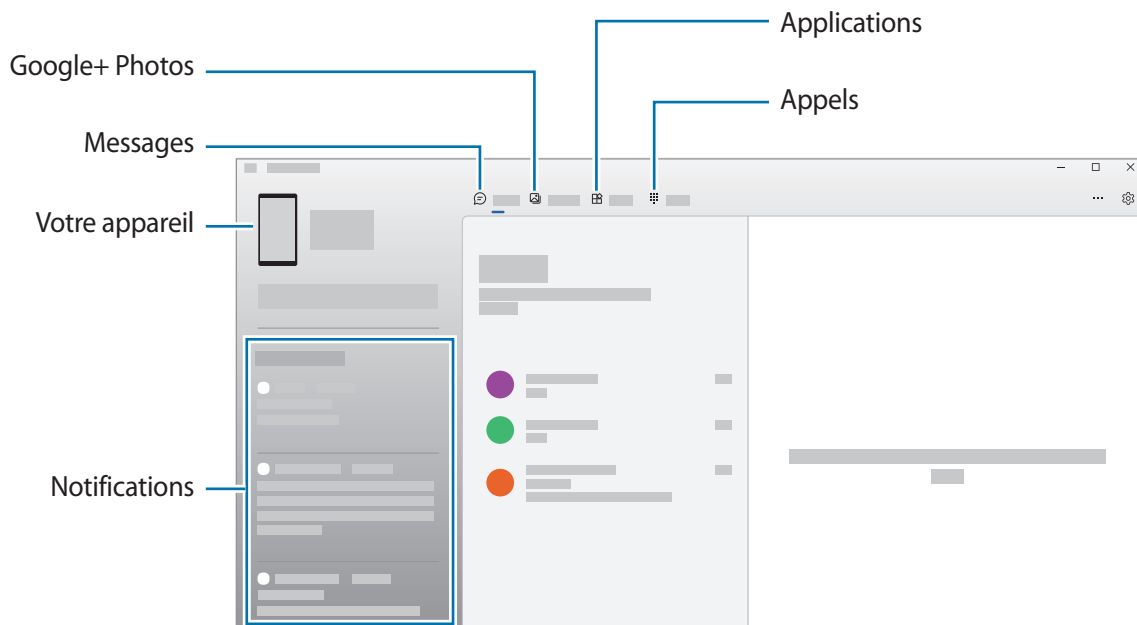 Applications
Google+ Photos
Appels
Messages
Votre appareil
Notifications